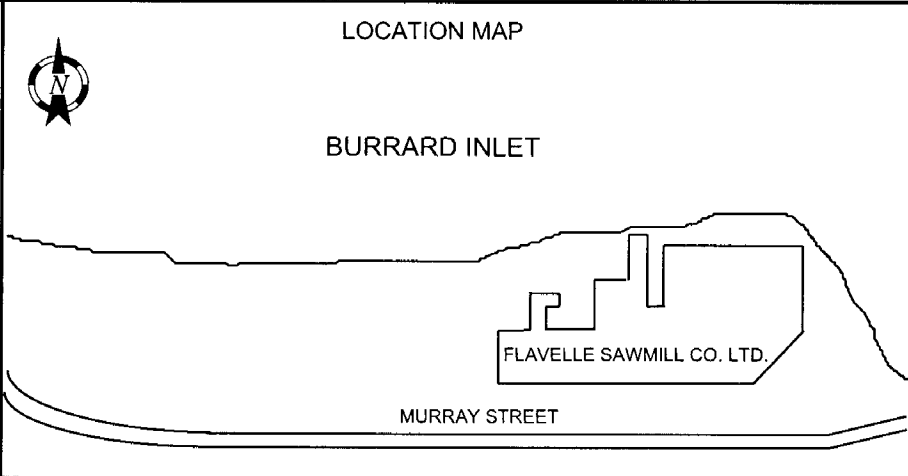 LOCATION MAP
N
BURRARD INLET
FLAVELLE SAWMILL CO. LTD.
MURRAY STREET